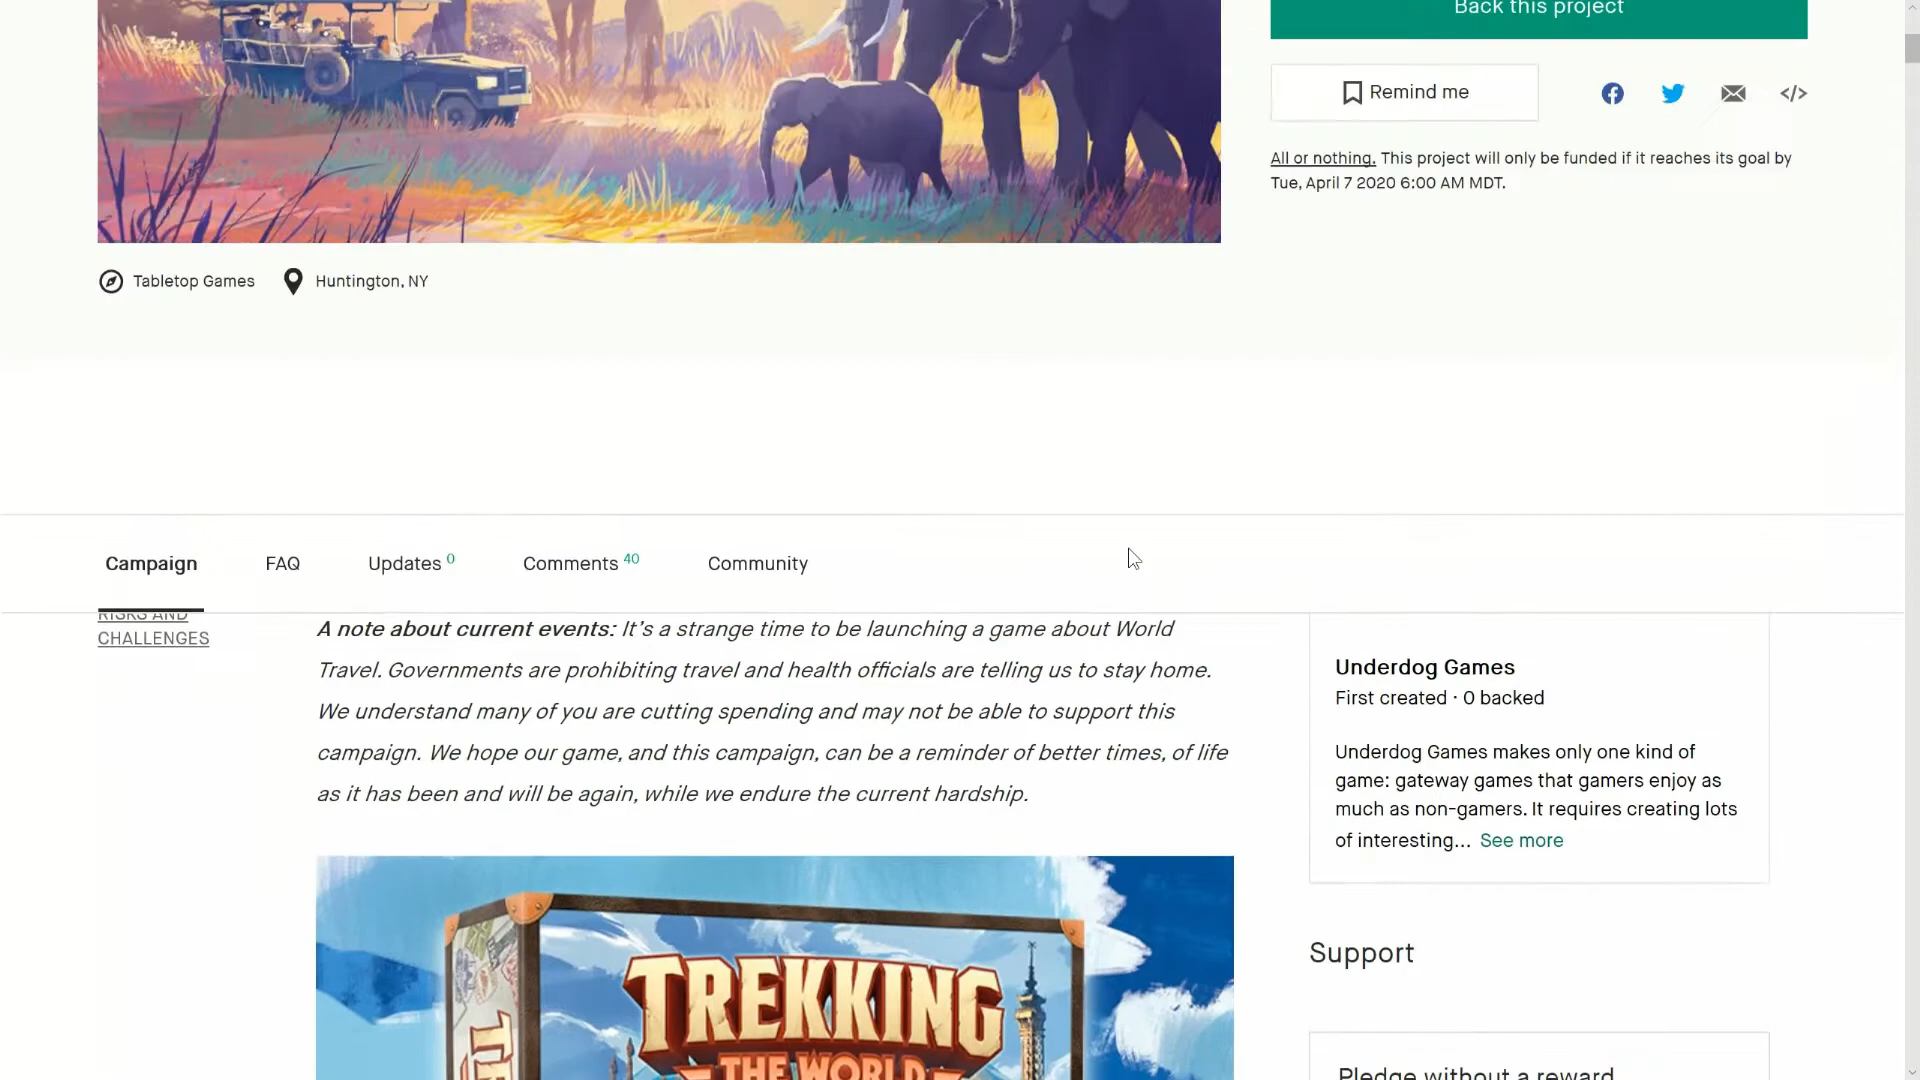 Back this project
Remind me
All or nothing. This project will only be funded if it reaches its goal by
Tue, April 7 2020 6:00 AM MDT.
Tabletop Games
Huntington, NY
Campaign
FAQ
Updates 0
Comments 40
Community
RISKS AND
CHALLENGES
A note about current events: It's a strange time to be launching a game about World
Travel. Governments are prohibiting travel and health officials are telling us to stay home.
We understand many of you are cutting spending and may not be able to support this
campaign. We hope our game, and this campaign, can be a reminder of better times, of life
as it has been and will be again, while we endure the current hardship.
TREKKING
THE WORLD
Underdog Games
First created · 0 backed
Underdog Games makes only one kind of
game: gateway games that gamers enjoy as
much as non-gamers. It requires creating lots
of interesting... See more
Support
Pledge without a reward